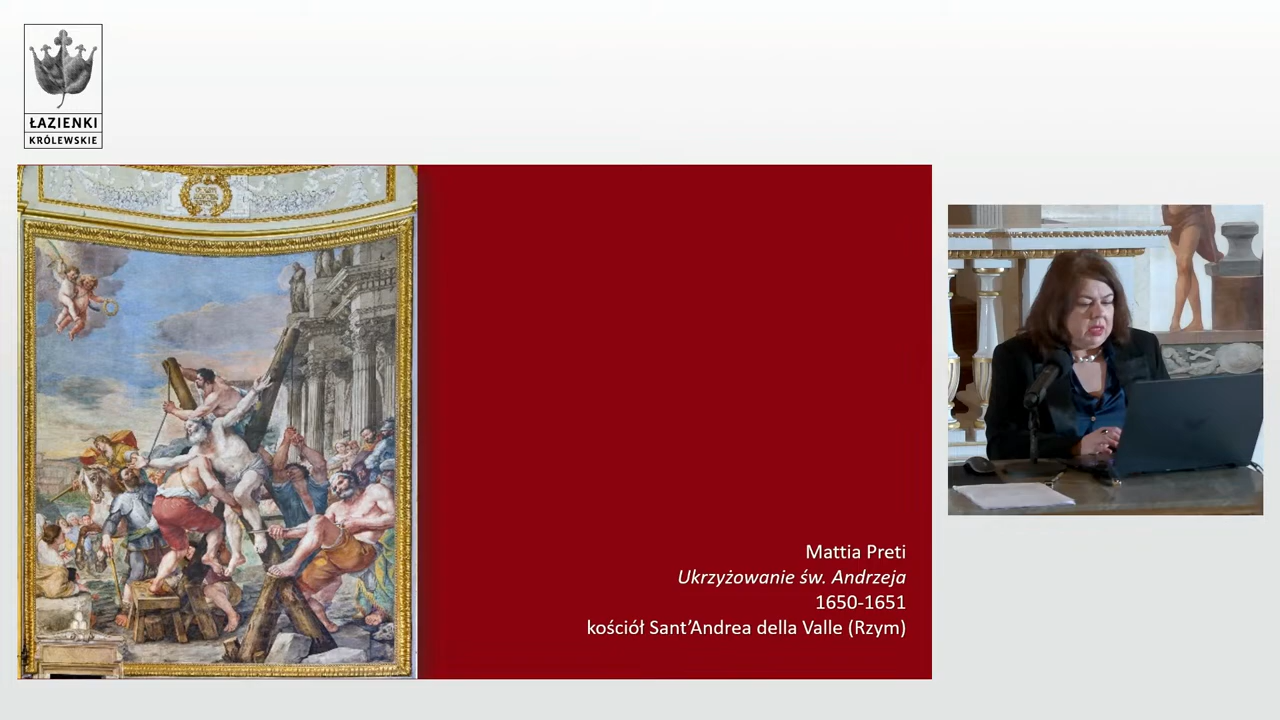 ŁAZIENKI
KRÓLEWSKIE
Mattia Preti
Ukrzyżowanie św. Andrzeja
1650-1651
kościół Sant’Andrea della Valle (Rzym)